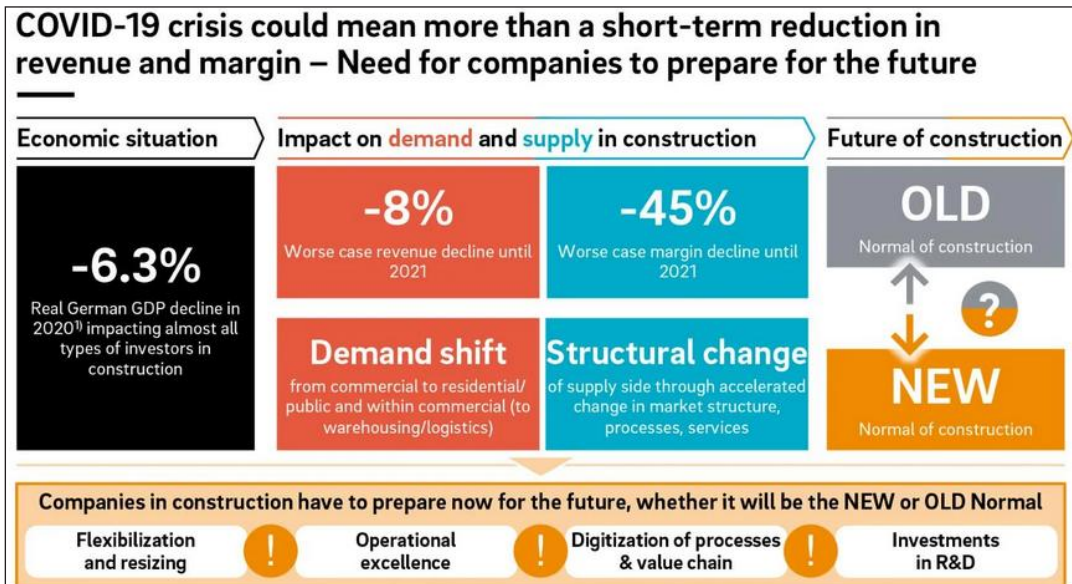 COVID-19 crisis could mean more than a short-term reduction in
revenue and margin – Need for companies to prepare for the future
Economic situation
-6.3%
Real German GDP decline in
2020¹⁾ impacting almost all
types of investors in
construction
Impact on demand and supply in construction
-8%
Worse case revenue decline until
2021
-45%
Worse case margin decline until
2021
Demand shift
from commercial to residential/
public and within commercial (to
warehousing/logistics)
Structural change
of supply side through accelerated
change in market structure,
processes, services
Future of construction
OLD
Normal of construction
?
NEW
Normal of construction
Companies in construction have to prepare now for the future, whether it will be the NEW or OLD Normal
Flexibilization
and resizing
!
Operational
excellence
!
Digitization of processes
& value chain
!
Investments
in R&D